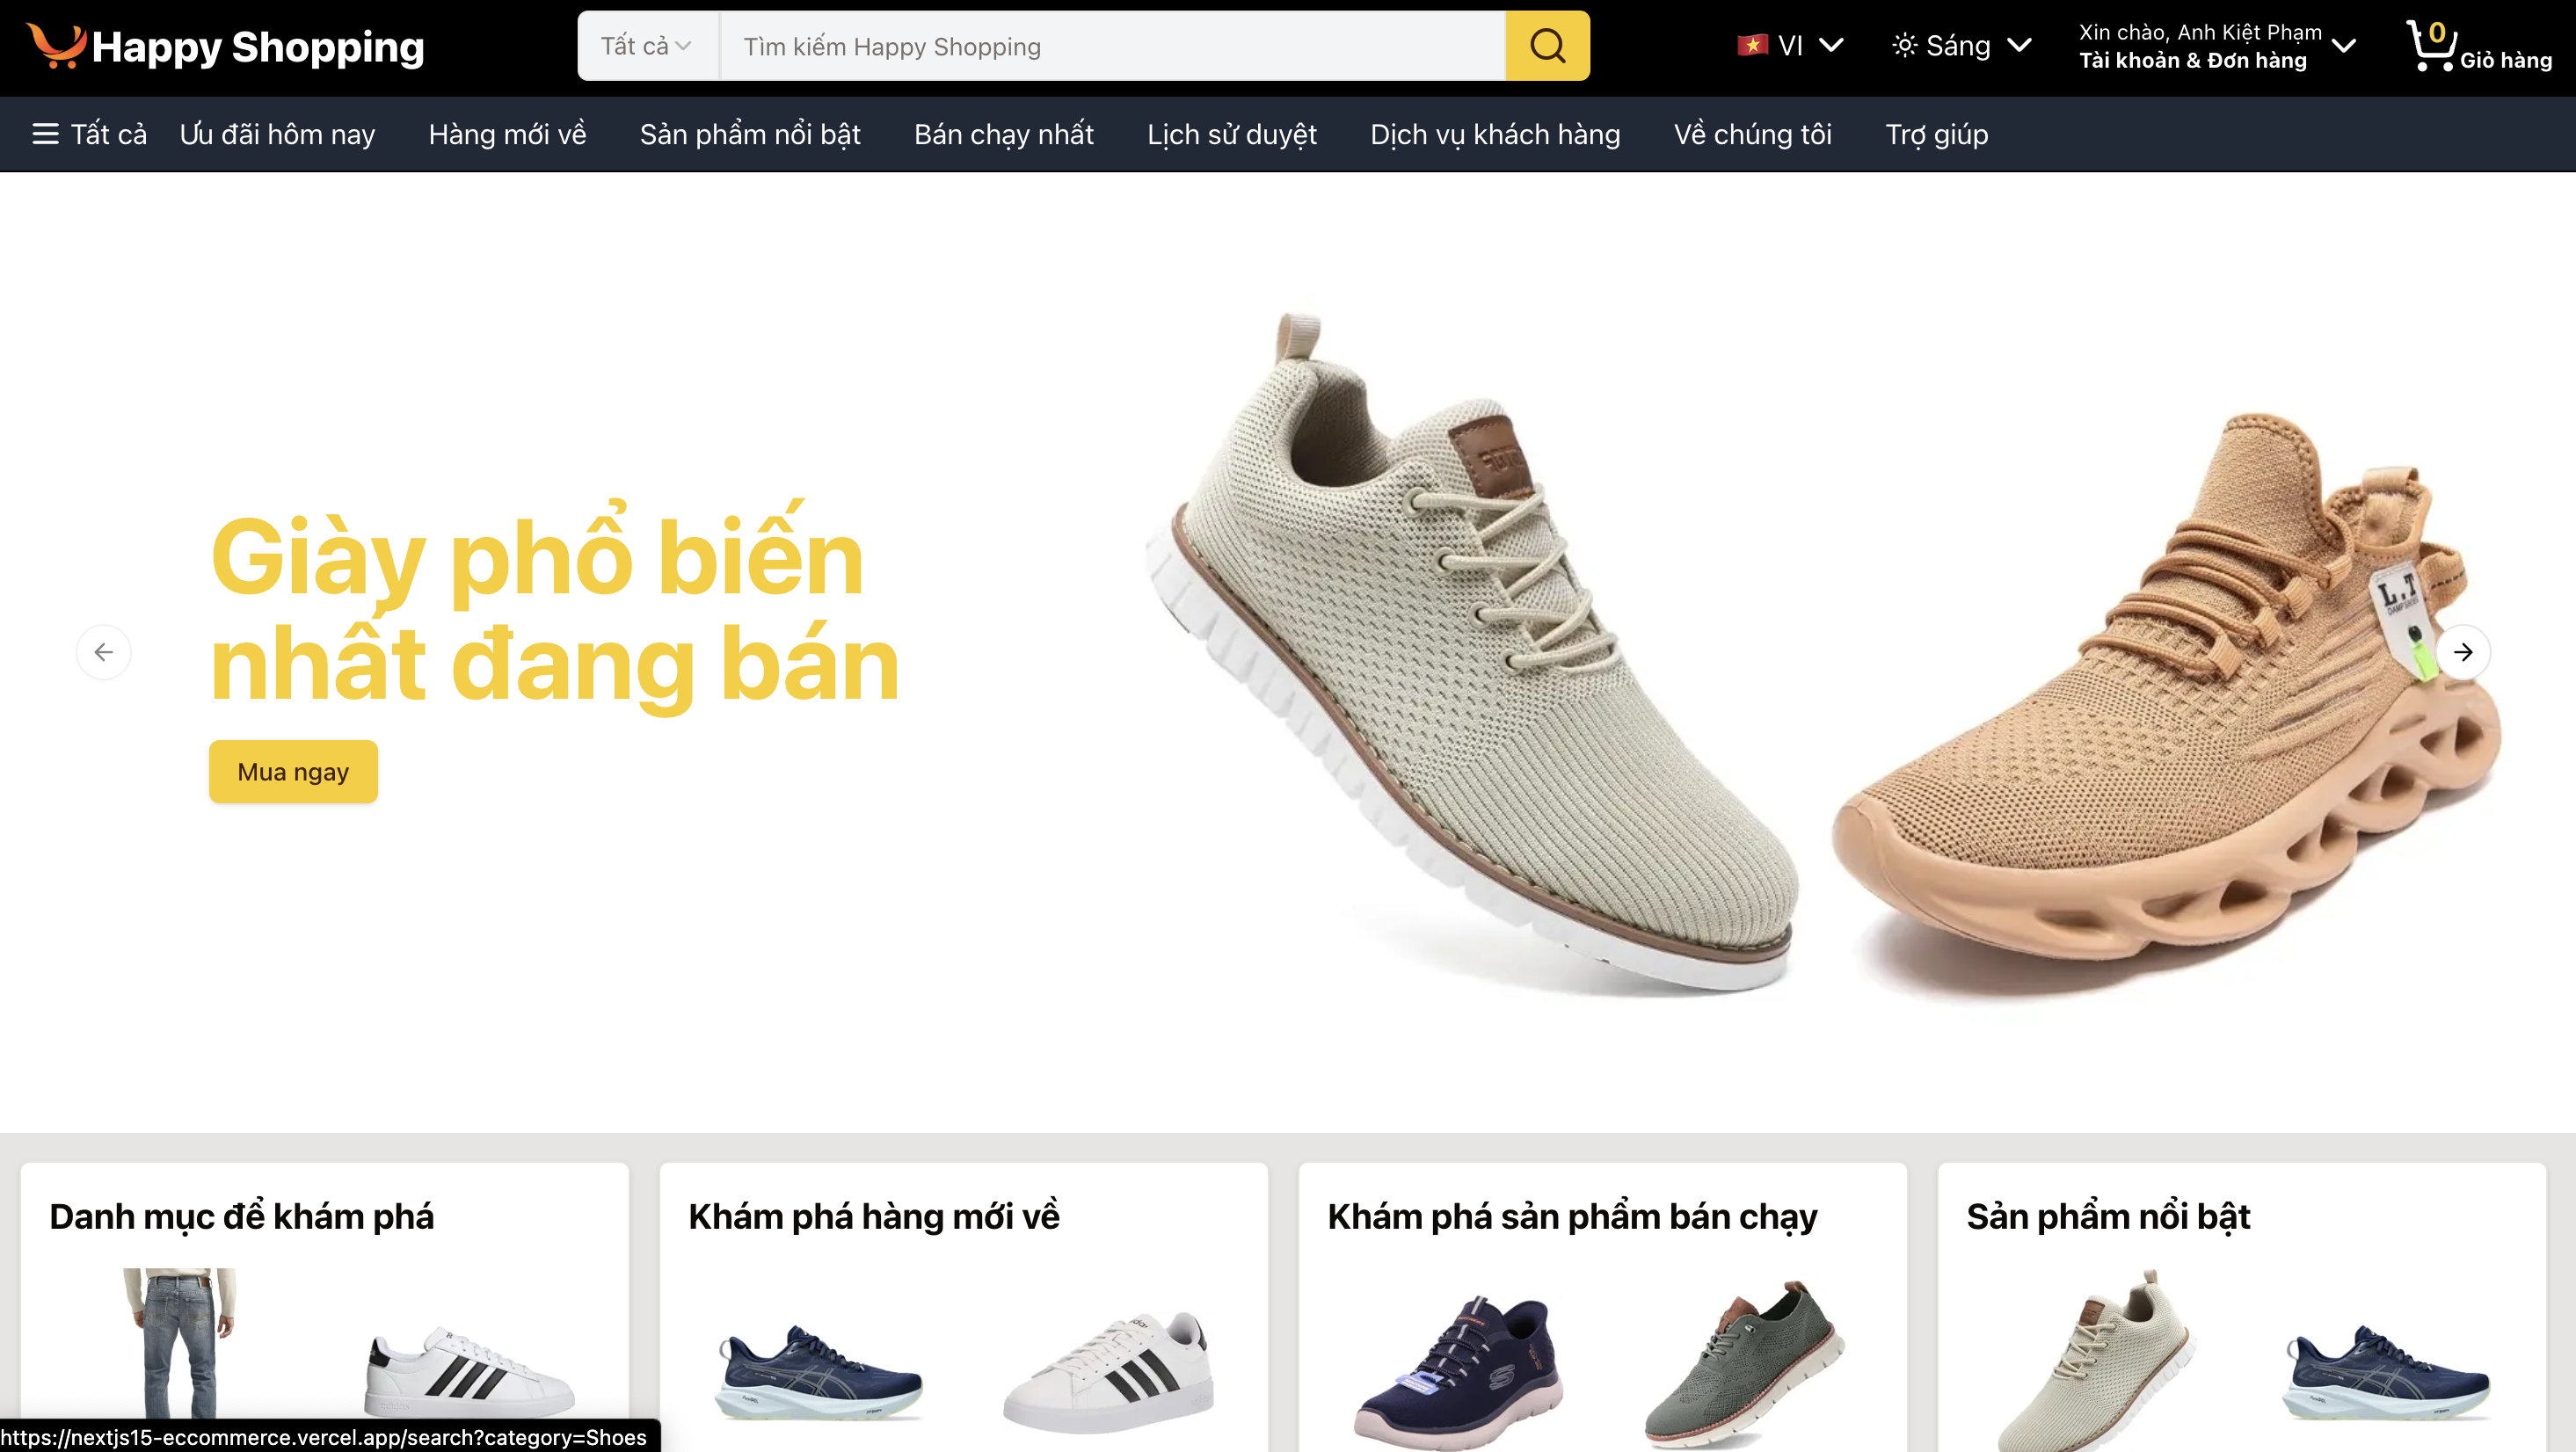 Happy Shopping
Tất cả
Tìm kiếm Happy Shopping
VI
Sáng
Xin chào, Anh Kiệt Phạm
Tài khoản & Đơn hàng
0
Giỏ hàng
Tất cả
Ưu đãi hôm nay
Hàng mới về
Sản phẩm nổi bật
Bán chạy nhất
Lịch sử duyệt
Dịch vụ khách hàng
Về chúng tôi
Trợ giúp
Giày phổ biến
nhất đang bán
Mua ngay
L.T
Danh mục để khám phá
Khám phá hàng mới về
Khám phá sản phẩm bán chạy
Sản phẩm nổi bật
https://nextjs15-eccommerce.vercel.app/search?category=Shoes